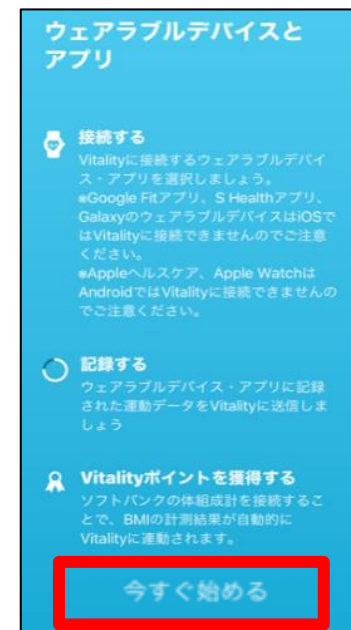 ウェアラブルデバイスと
アプリ
接続する
Vitalityに接続するウェアラブルデバイ
ス・アプリを選択しましょう。
※Google Fitアプリ、S Healthアプリ、
GalaxyのウェアラブルデバイスはiOSで
はVitalityに接続できませんのでご注意
ください。
※Appleヘルスケア、Apple Watchは
AndroidではVitalityに接続できませんの
でご注意ください。
記録する
ウェアラブルデバイス・アプリに記録
された運動データをVitalityに送信しま
しょう
Vitalityポイントを獲得する
ソフトバンクの体組成計を接続するこ
とで、BMIの計測結果が自動的に
Vitalityに連動されます。
今すぐ始める